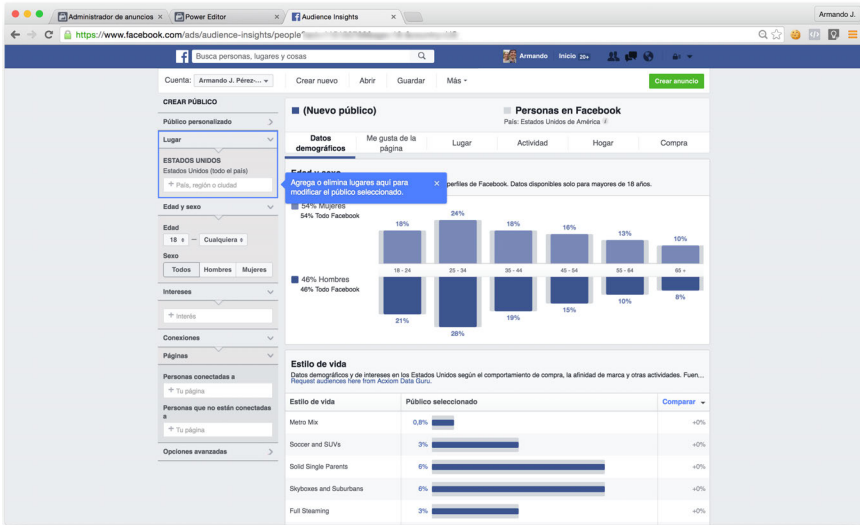 Administrador de anuncios
Power Editor
Audience Insights
Armando J.
https://www.facebook.com/ads/audience-insights/people
Busca personas, lugares y cosas
Armando
Inicio 20+
Cuenta: Armando J. Pérez-...
Crear nuevo
Abrir
Guardar
Más
Crear anuncio
CREAR PÚBLICO
Público personalizado
Lugar
ESTADOS UNIDOS
Estados Unidos (todo el país)
+ País, región o ciudad
Edad y sexo
Edad
18 — Cualquiera
Sexo
Todos Hombres Mujeres
Intereses
+ Interés
Conexiones
Páginas
Personas conectadas a
+ Tu página
Personas que no están conectadas
a
+ Tu página
Opciones avanzadas
(Nuevo público)
Personas en Facebook
País: Estados Unidos de América
Datos
demográficos
Me gusta de la
página
Lugar
Actividad
Hogar
Compra
Edad y sexo
perfiles de Facebook. Datos disponibles solo para mayores de 18 años.
Agrega o elimina lugares aquí para
modificar el público seleccionado.
54% Mujeres
54% Todo Facebook
18% 24% 18% 16% 13% 10%
18 - 24 25 - 34 35 - 44 45 - 54 55 - 64 65 +
46% Hombres
46% Todo Facebook
21% 28% 19% 15% 10% 8%
Estilo de vida
Datos demográficos y de intereses en los Estados Unidos según el comportamiento de compra, la afinidad de marca y otras actividades. Fuen...
Request audiences here from Acxiom Data Guru.
Estilo de vida Público seleccionado Comparar
Metro Mix 0,8% +0%
Soccer and SUVs 3% +0%
Solid Single Parents 6% +0%
Skyboxes and Suburbans 6% +0%
Full Steaming 3% +0%